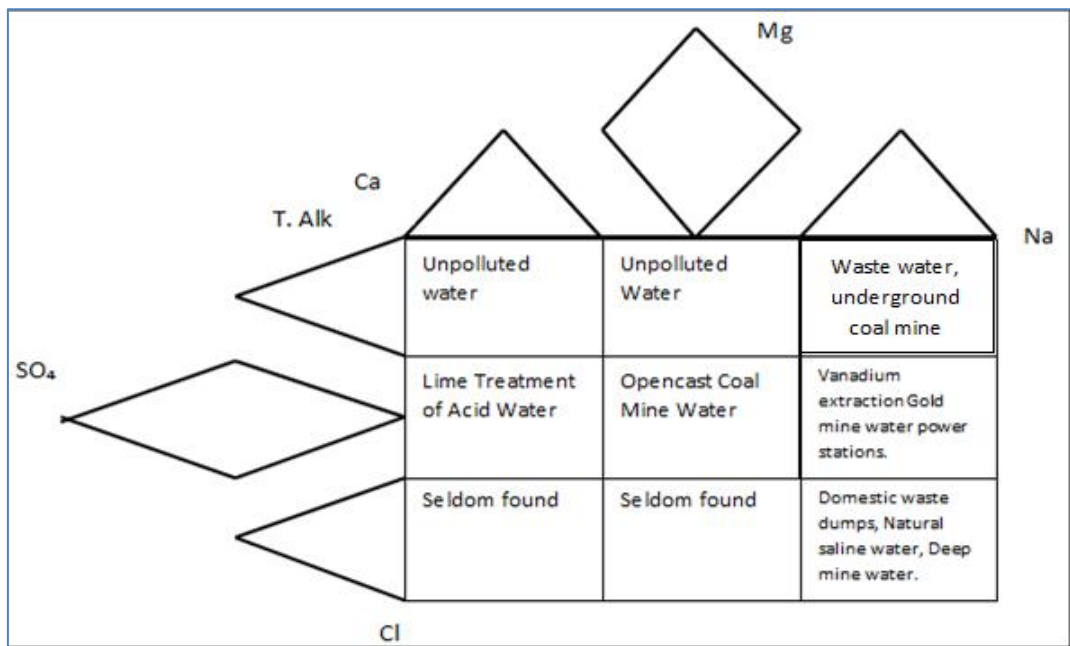 Mg
Ca
T. Alk
Na
Unpolluted
water
Unpolluted
Water
Waste water,
underground
coal mine
SO₄
Lime Treatment
of Acid Water
Opencast Coal
Mine Water
Vanadium
extraction Gold
mine water power
stations.
Seldom found
Seldom found
Domestic waste
dumps, Natural
saline water, Deep
mine water.
Cl